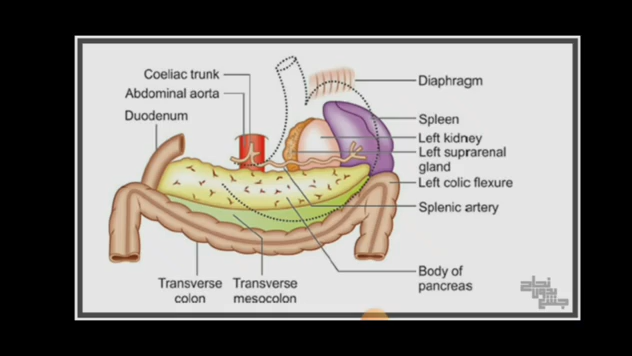 Coeliac trunk
Abdominal aorta
Duodenum
Diaphragm
Spleen
Left kidney
Left suprarenal
gland
Left colic flexure
Splenic artery
Body of
pancreas
Transverse
colon
Transverse
mesocolon